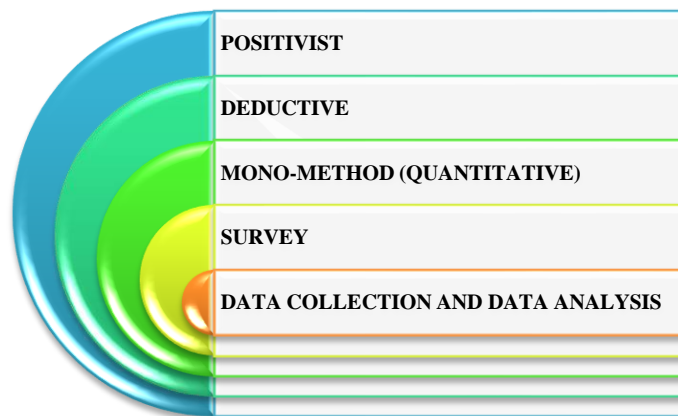 POSITIVIST
DEDUCTIVE
MONO-METHOD (QUANTITATIVE)
SURVEY
DATA COLLECTION AND DATA ANALYSIS